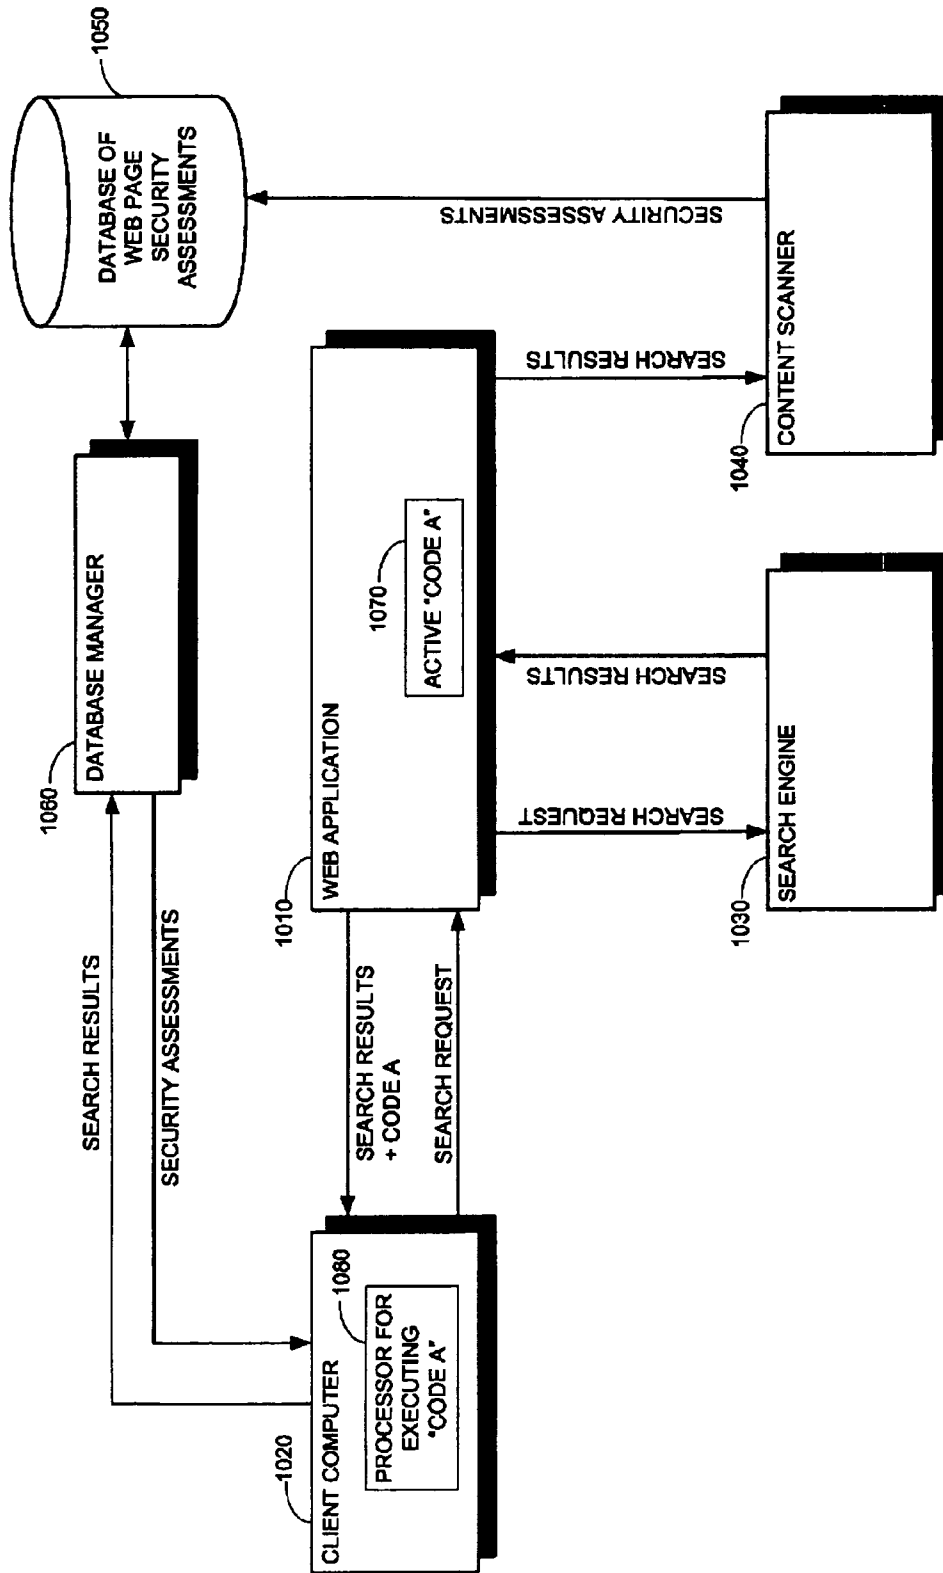 1050
DATABASE OF
WEB PAGE
SECURITY
ASSESSMENTS
1060
DATABASE MANAGER
SEARCH RESULTS
SECURITY ASSESSMENTS
SECURITY ASSESSMENTS
1010
WEB APPLICATION
1070
ACTIVE "CODE A"
SEARCH RESULTS
+ CODE A
SEARCH REQUEST
1020
CLIENT COMPUTER
1080
PROCESSOR FOR
EXECUTING
"CODE A"
SEARCH REQUEST
SEARCH RESULTS
SEARCH RESULTS
1030
SEARCH ENGINE
1040
CONTENT SCANNER